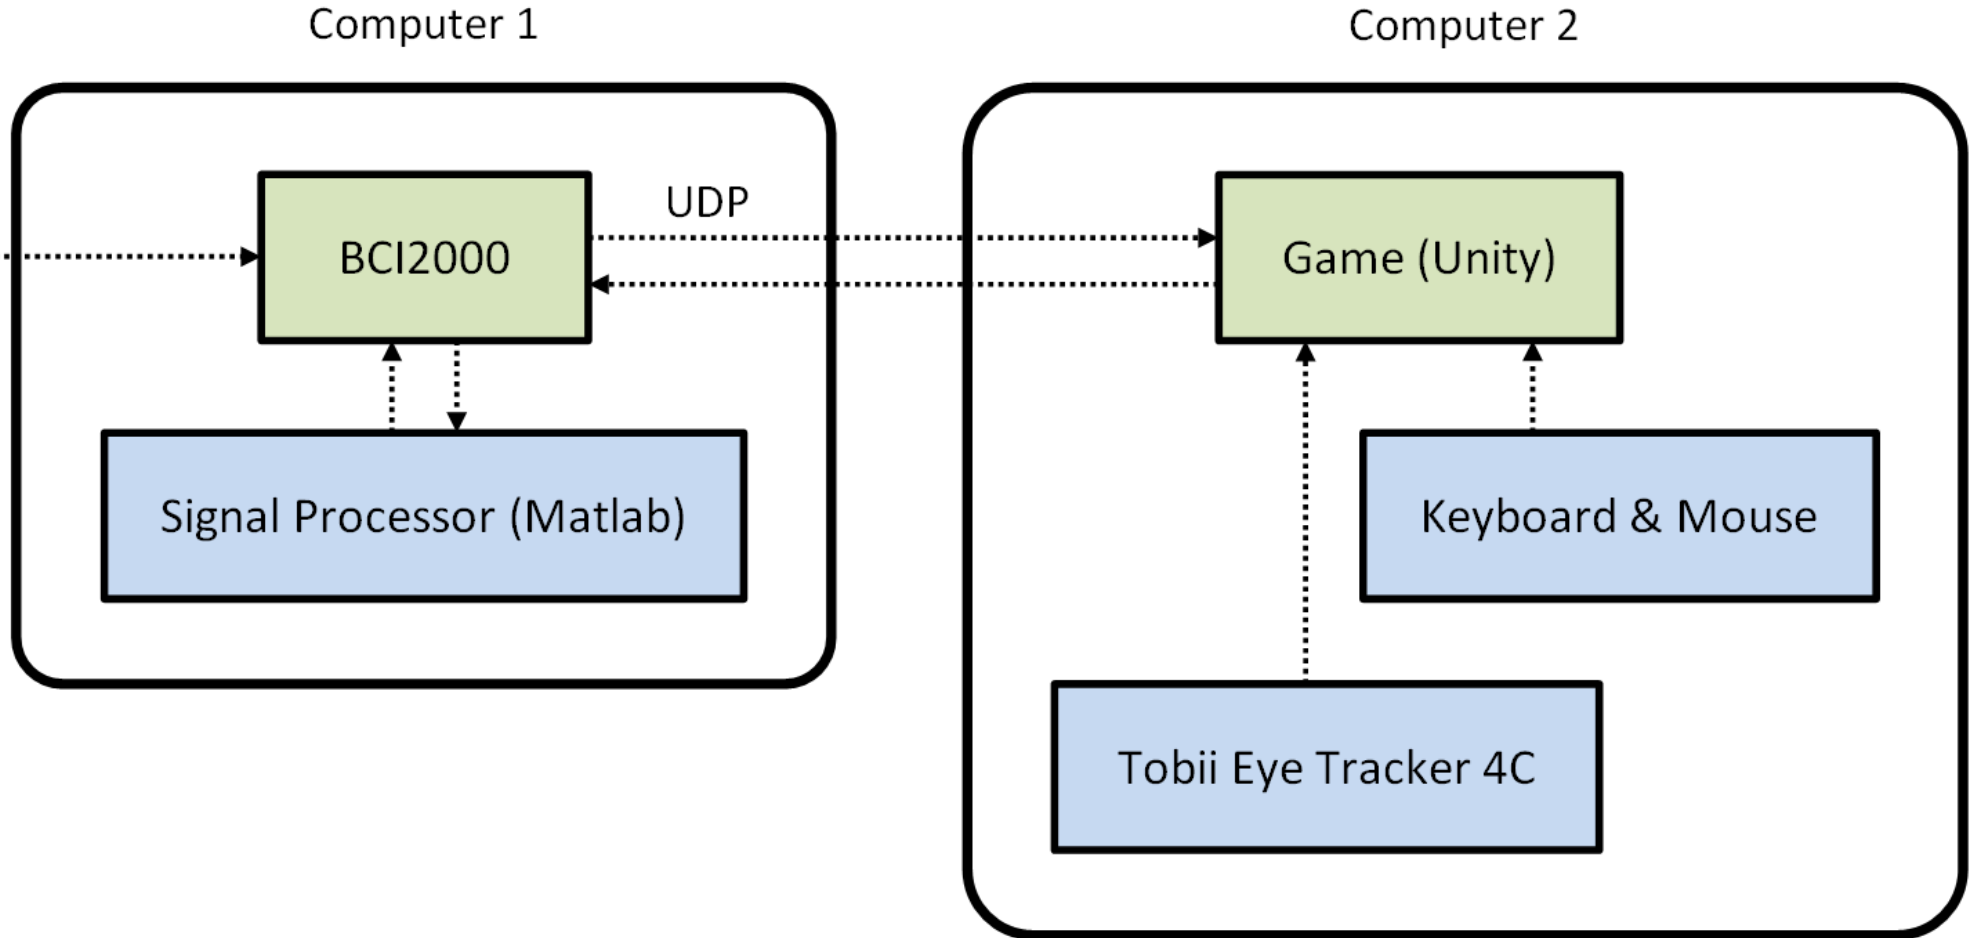 Computer 1
Computer 2
UDP
BCI2000
Game (Unity)
Signal Processor (Matlab)
Keyboard & Mouse
Tobii Eye Tracker 4C